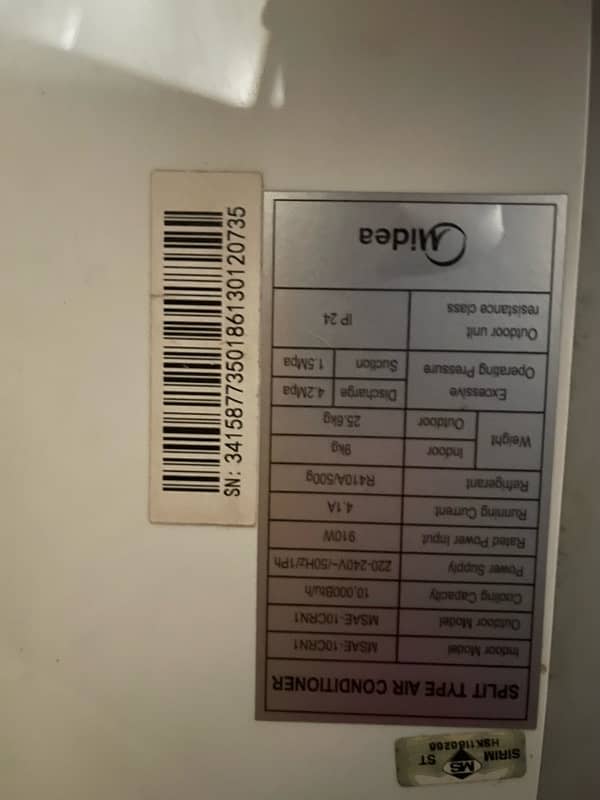 SIRIM MS ST
HSK1160206
SPLIT TYPE AIR CONDITIONER
Indoor Model MSAE-10CRN1
Outdoor Model MSAE-10CRN1
Cooling Capacity 10,000Btu/h
Power Supply 220-240V~/50Hz/1Ph
Rated Power Input 910W
Running Current 4.1A
Refrigerant R410A/500g
Weight Indoor 9kg
Outdoor 25.6kg
Excessive Operating Pressure Discharge 4.2Mpa
Suction 1.5Mpa
Outdoor unit
resistance class IP 24
Midea
SN: 3415877350186130120735